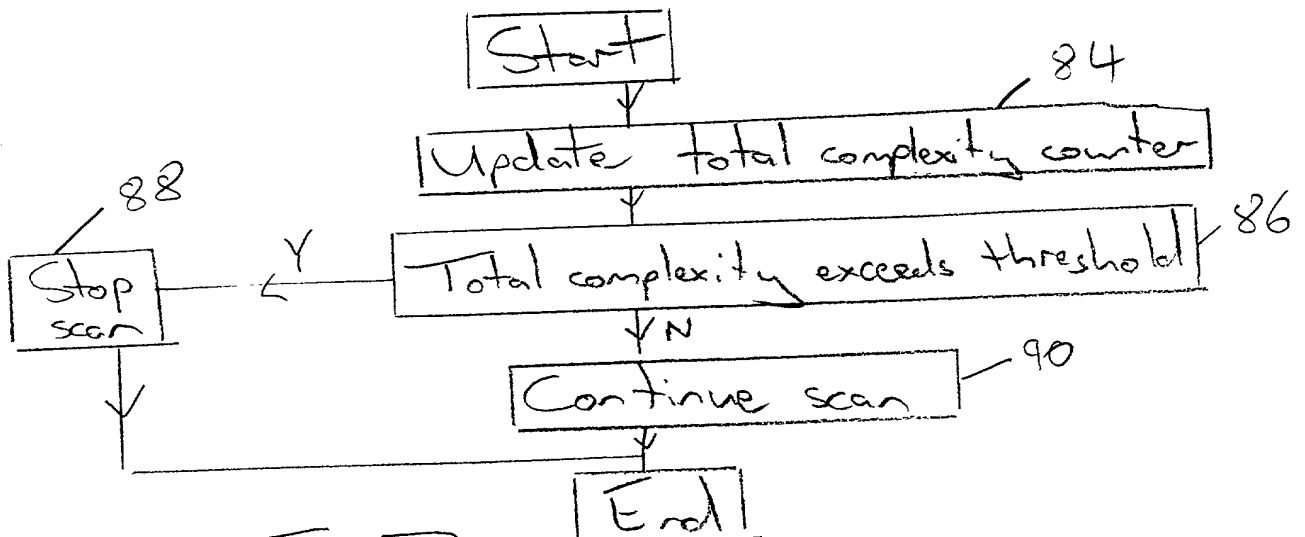 Start
84
Update total complexity counter
88
86
Y
Total complexity exceeds threshold
Stop
scan
N
90
Continue scan
End